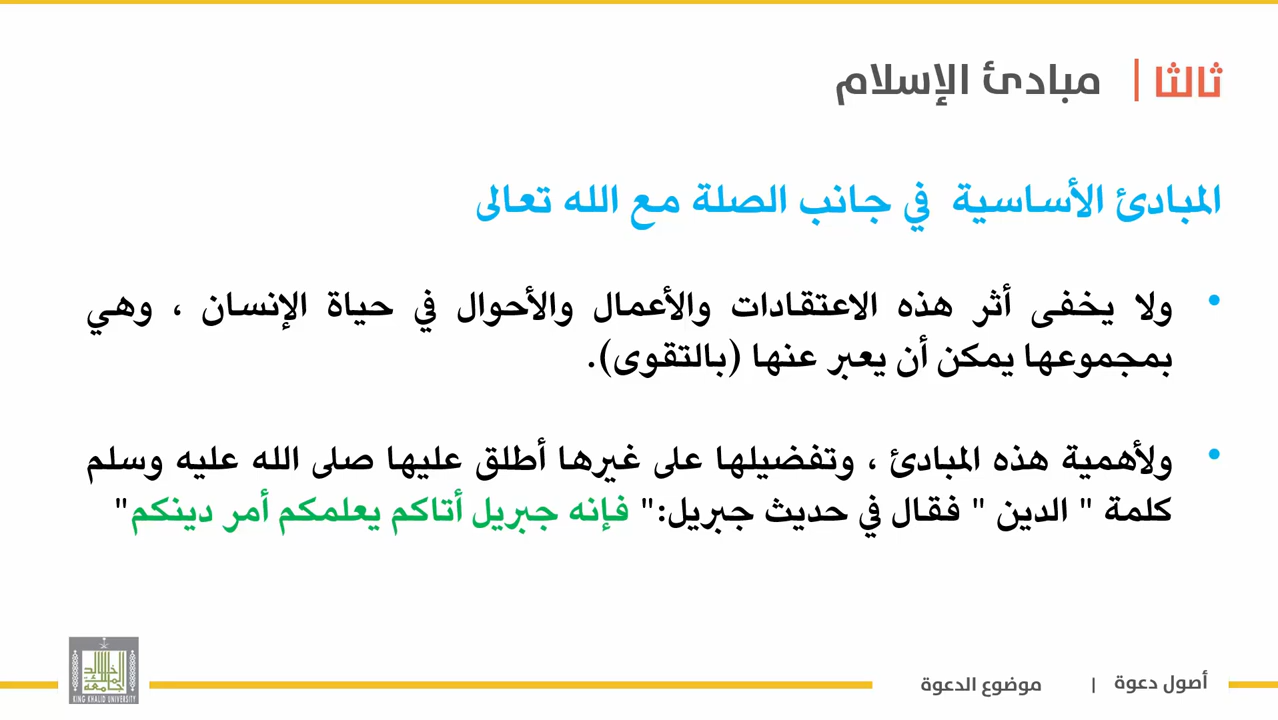 ثالثا | مبادئ الإسلام
المبادئ الأساسية في جانب الصلة مع الله تعالى
• ولا يخفى أثر هذه الاعتقادات والأعمال والأحوال في حياة الإنسان ، وهي
بمجموعها يمكن أن يعبر عنها (بالتقوى).
• ولأهمية هذه المبادئ ، وتفضيلها على غيرها أطلق عليها صلى الله عليه وسلم
كلمة " الدين " فقال في حديث جبريل:" فإنه جبريل أتاكم يعلمكم أمر دينكم"
أصول دعوة | موضوع الدعوة
جامعة الملك خالد
KING KHALID UNIVERSITY